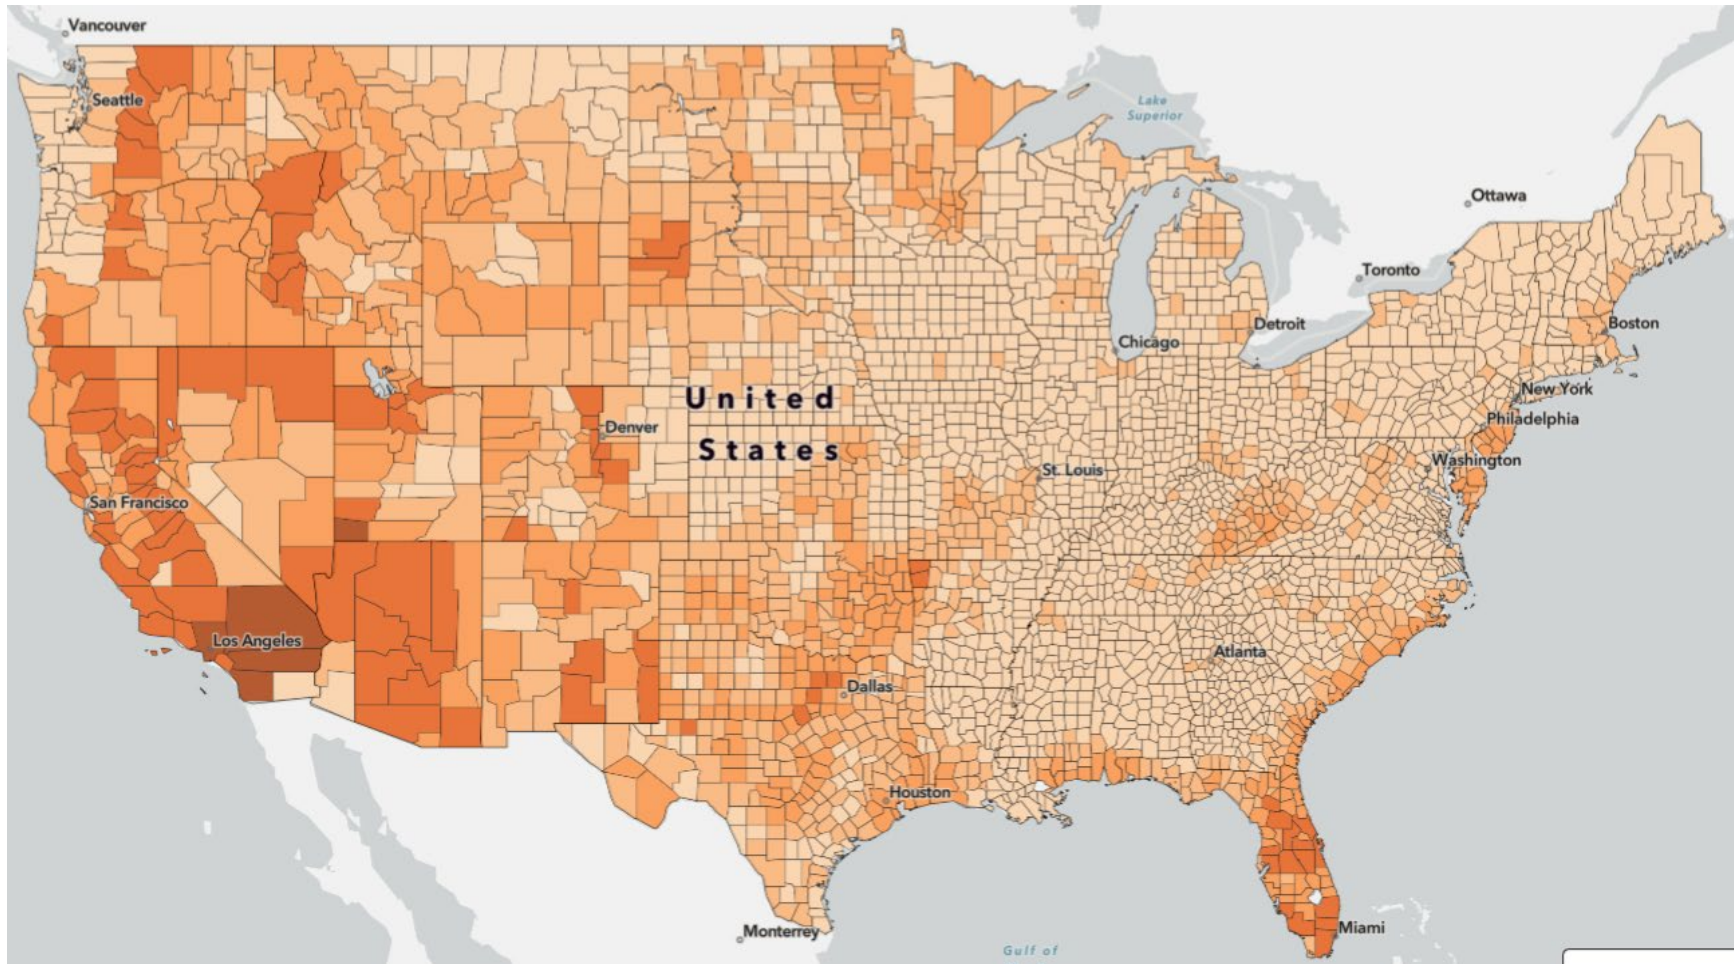 Vancouver
Seattle
Lake
Superior
Ottawa
Toronto
Detroit
Boston
Chicago
New York
United
Philadelphia
Denver
States
Washington
St. Louis
San Francisco
Los Angeles
Atlanta
Dallas
Houston
Miami
Monterrey
Gulf of